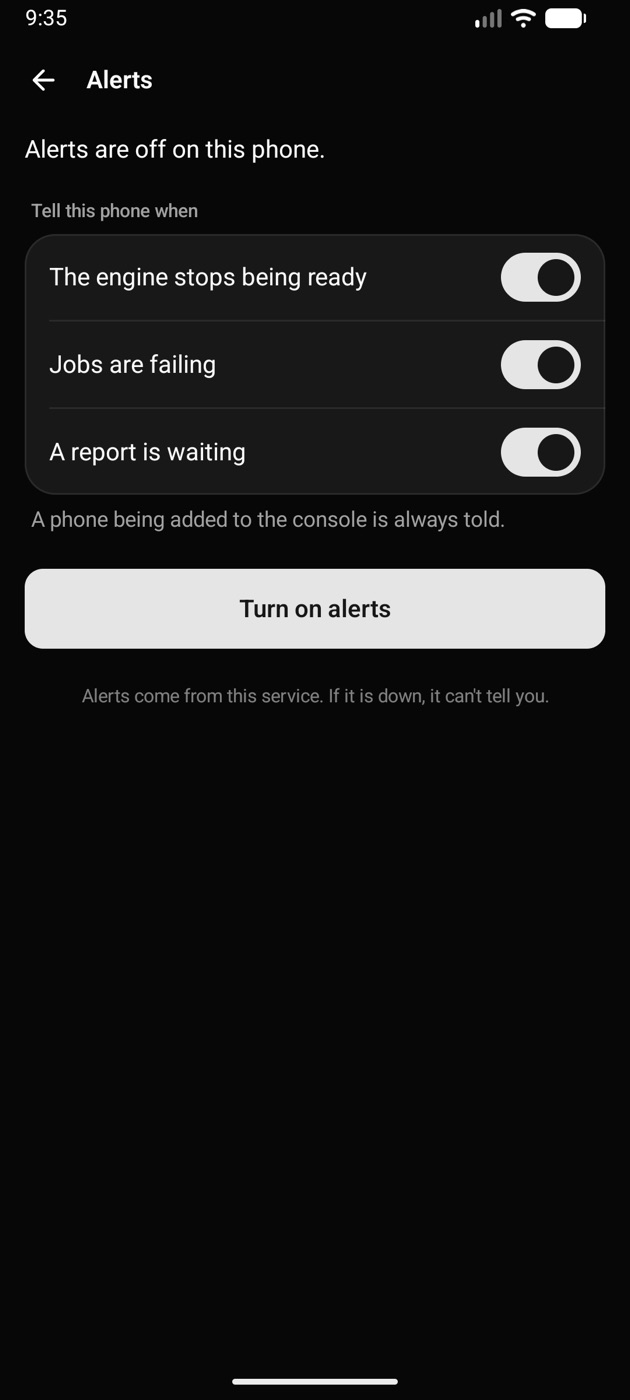 9:35
Alerts
Alerts are off on this phone.
Tell this phone when
The engine stops being ready
Jobs are failing
A report is waiting
A phone being added to the console is always told.
Turn on alerts
Alerts come from this service. If it is down, it can't tell you.